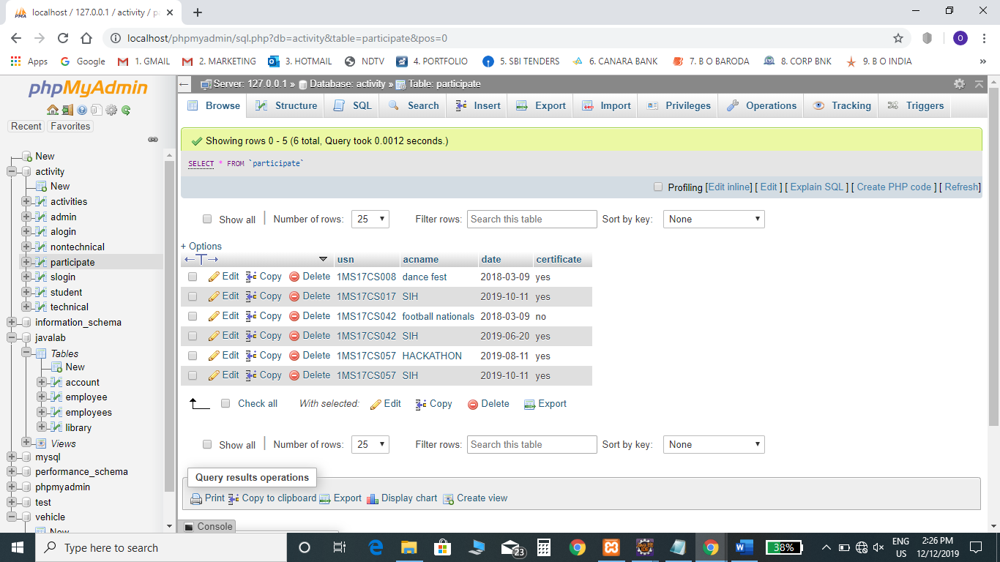 localhost / 127.0.0.1 / activity / pa
localhost/phpmyadmin/sql.php?db=activity&table=participate&pos=0
O
Apps Google 1. GMAIL 2. MARKETING 3. HOTMAIL NDTV 4. PORTFOLIO 5. SBI TENDERS 6. CANARA BANK 7. B O BARODA 8. CORP BNK 9. B O INDIA »
phpMyAdmin
Recent Favorites
New
activity
New
activities
admin
alogin
nontechnical
participate
slogin
student
technical
information_schema
javalab
Tables
New
account
employee
employees
library
Views
mysql
performance_schema
phpmyadmin
test
vehicle
New
Server: 127.0.0.1 » Database: activity » Table: participate
Browse Structure SQL Search Insert Export Import Privileges Operations Tracking Triggers
Showing rows 0 - 5 (6 total, Query took 0.0012 seconds.)
SELECT * FROM `participate`
Profiling [Edit inline] [ Edit ] [ Explain SQL ] [ Create PHP code ] [ Refresh]
Show all | Number of rows: 25 Filter rows: Search this table Sort by key: None
+ Options
←T→ usn acname date certificate
Edit Copy Delete 1MS17CS008 dance fest 2018-03-09 yes
Edit Copy Delete 1MS17CS017 SIH 2019-10-11 yes
Edit Copy Delete 1MS17CS042 football nationals 2018-03-09 no
Edit Copy Delete 1MS17CS042 SIH 2019-06-20 yes
Edit Copy Delete 1MS17CS057 HACKATHON 2019-08-11 yes
Edit Copy Delete 1MS17CS057 SIH 2019-10-11 yes
Check all With selected: Edit Copy Delete Export
Show all | Number of rows: 25 Filter rows: Search this table Sort by key: None
Query results operations
Print Copy to clipboard Export Display chart Create view
Console
Type here to search
23
38%
ENG
US
2:26 PM
12/12/2019